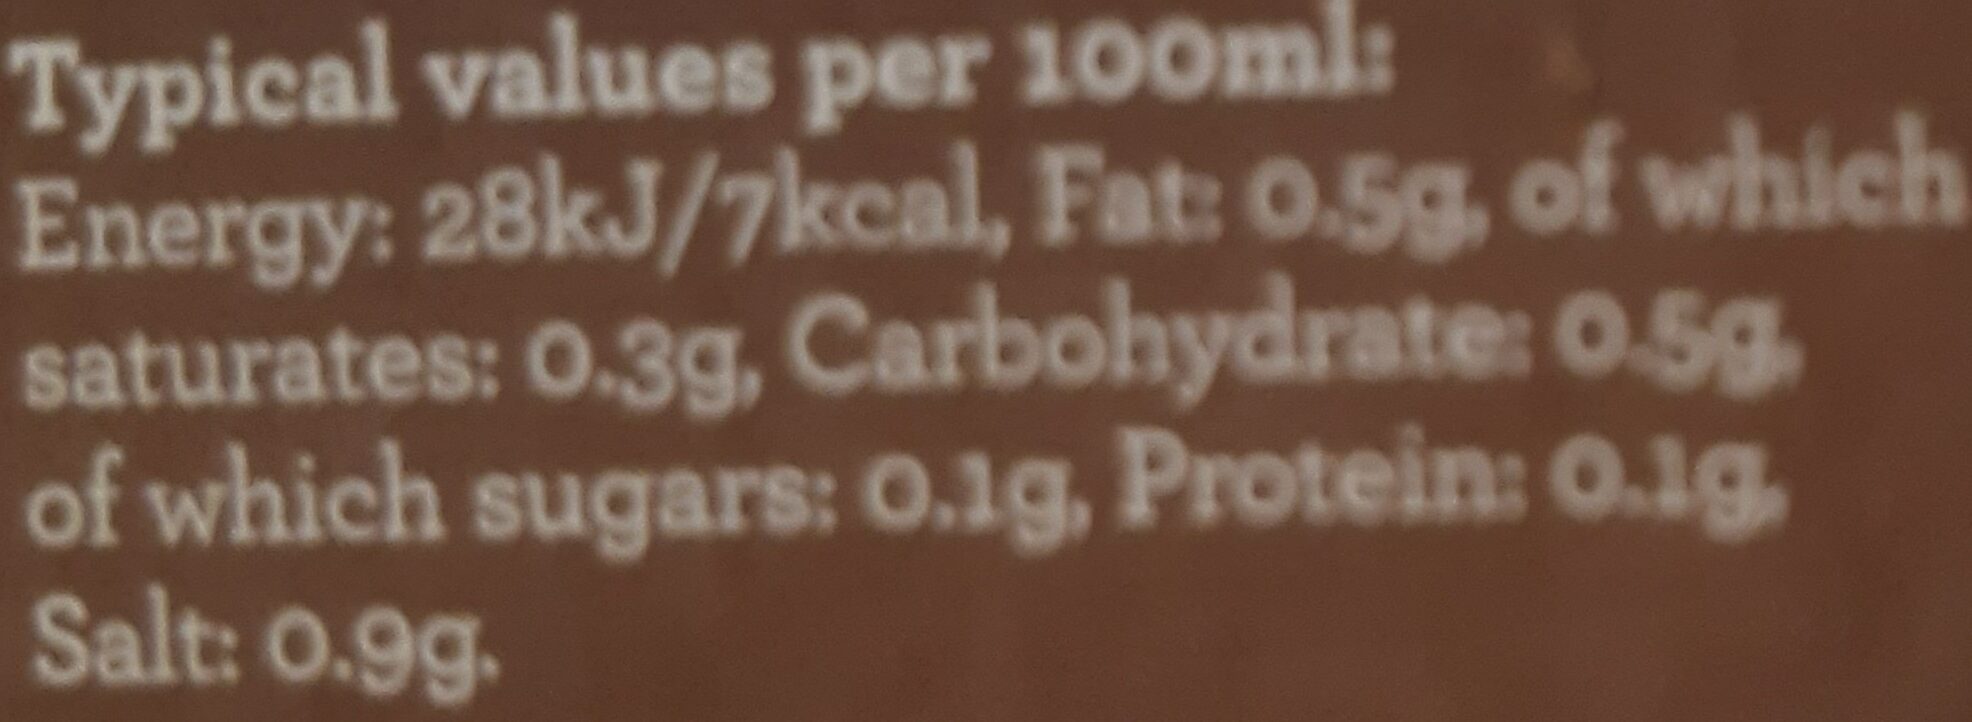 Typical values per 100ml:
Energy: 28kJ/7kcal, Fat: 0.5g, of which
saturates: 0.3g, Carbohydrate: 0.5g,
of which sugars: 0.1g, Protein: 0.1g,
Salt: 0.9g.